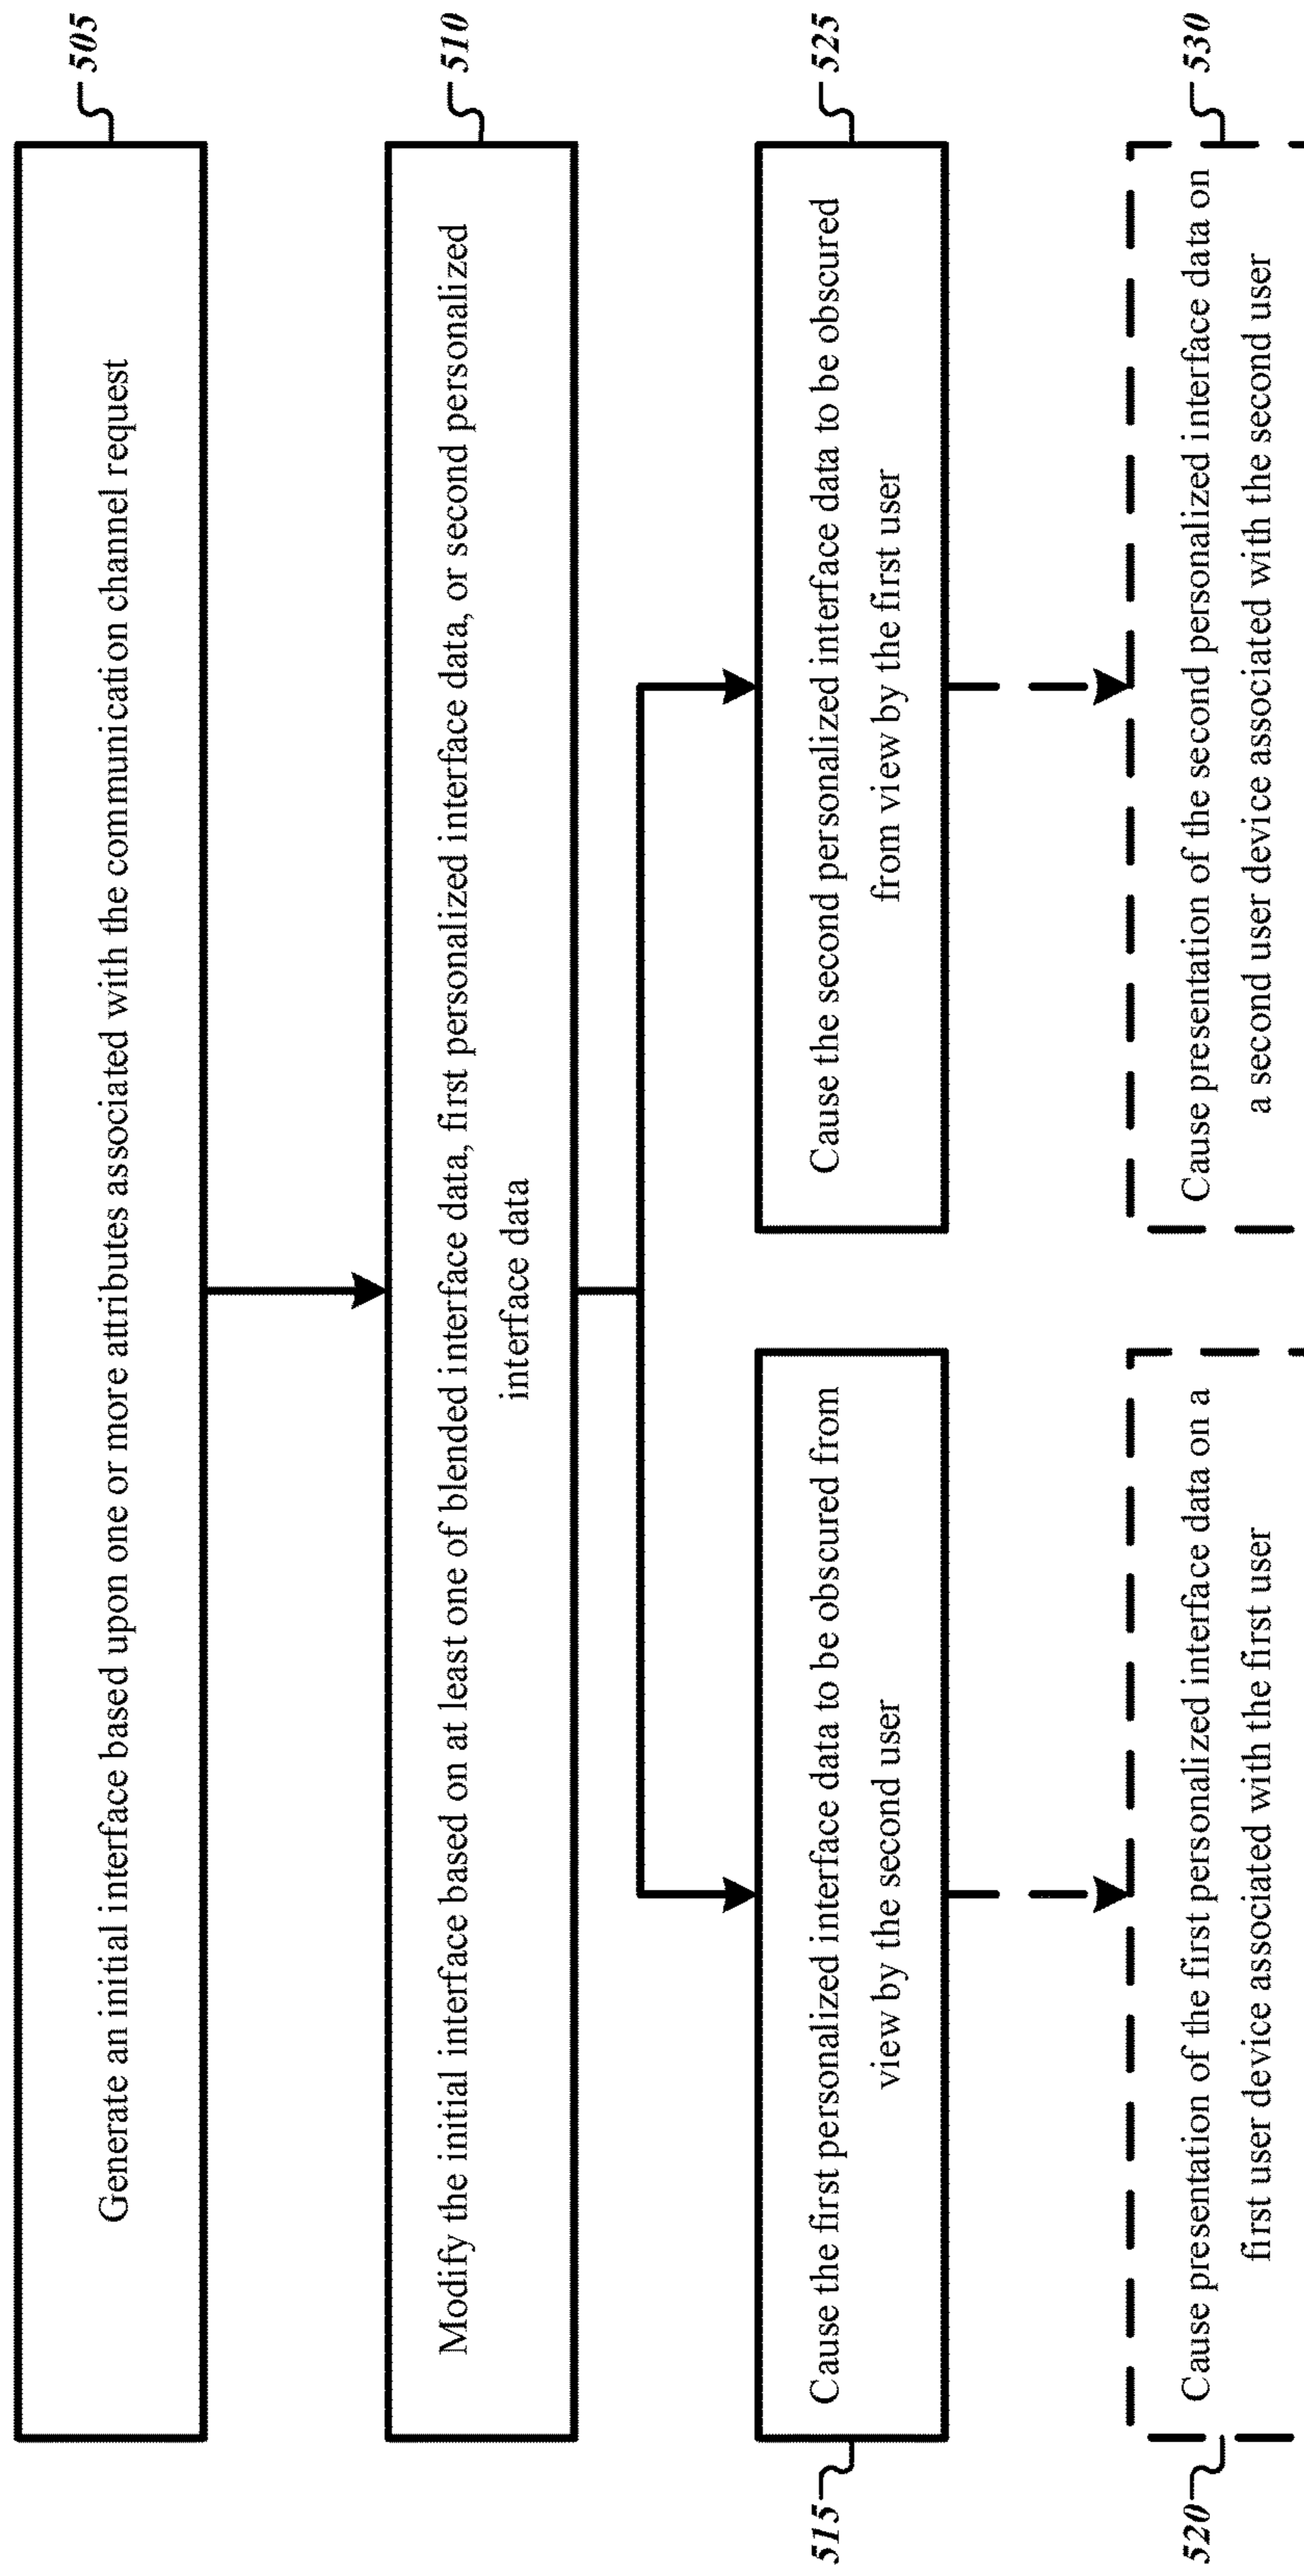 505
Generate an initial interface based upon one or more attributes associated with the communication channel request
510
Modify the initial interface based on at least one of blended interface data, first personalized interface data, or second personalized
interface data
515
Cause the first personalized interface data to be obscured from
view by the second user
525
Cause the second personalized interface data to be obscured
from view by the first user
520
Cause presentation of the first personalized interface data on a
first user device associated with the first user
530
Cause presentation of the second personalized interface data on
a second user device associated with the second user